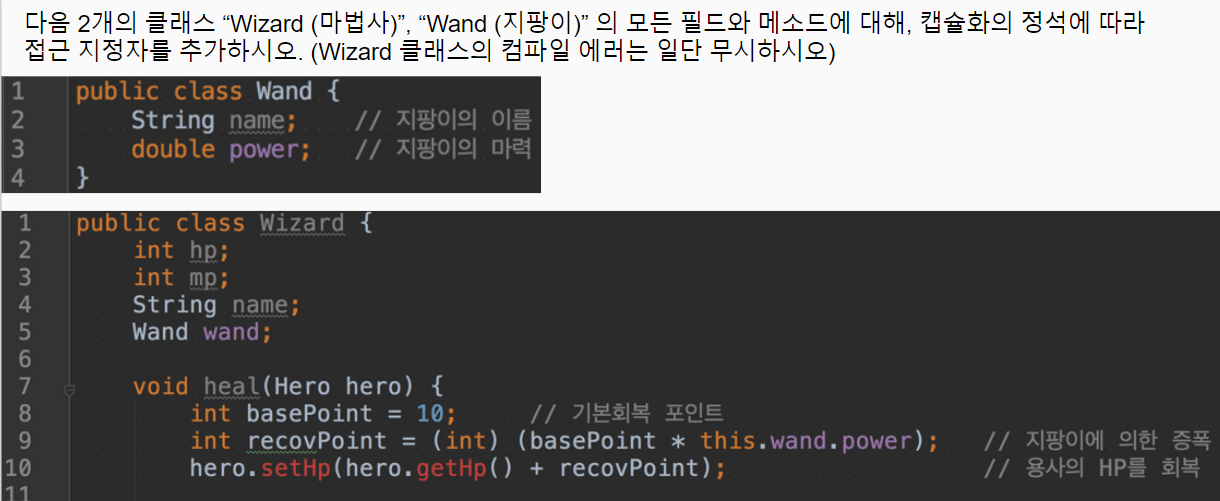 다음 2개의 클래스 “Wizard (마법사)”, “Wand (지팡이)” 의 모든 필드와 메소드에 대해, 캡슐화의 정석에 따라
접근 지정자를 추가하시오. (Wizard 클래스의 컴파일 에러는 일단 무시하시오)
1 public class Wand {
2 String name; // 지팡이의 이름
3 double power; // 지팡이의 마력
4 }
1 public class Wizard {
2 int hp;
3 int mp;
4 String name;
5 Wand wand;
6
7 void heal(Hero hero) {
8 int basePoint = 10; // 기본회복 포인트
9 int recovPoint = (int) (basePoint * this.wand.power); // 지팡이에 의한 증폭
10 hero.setHp(hero.getHp() + recovPoint); // 용사의 HP를 회복
11